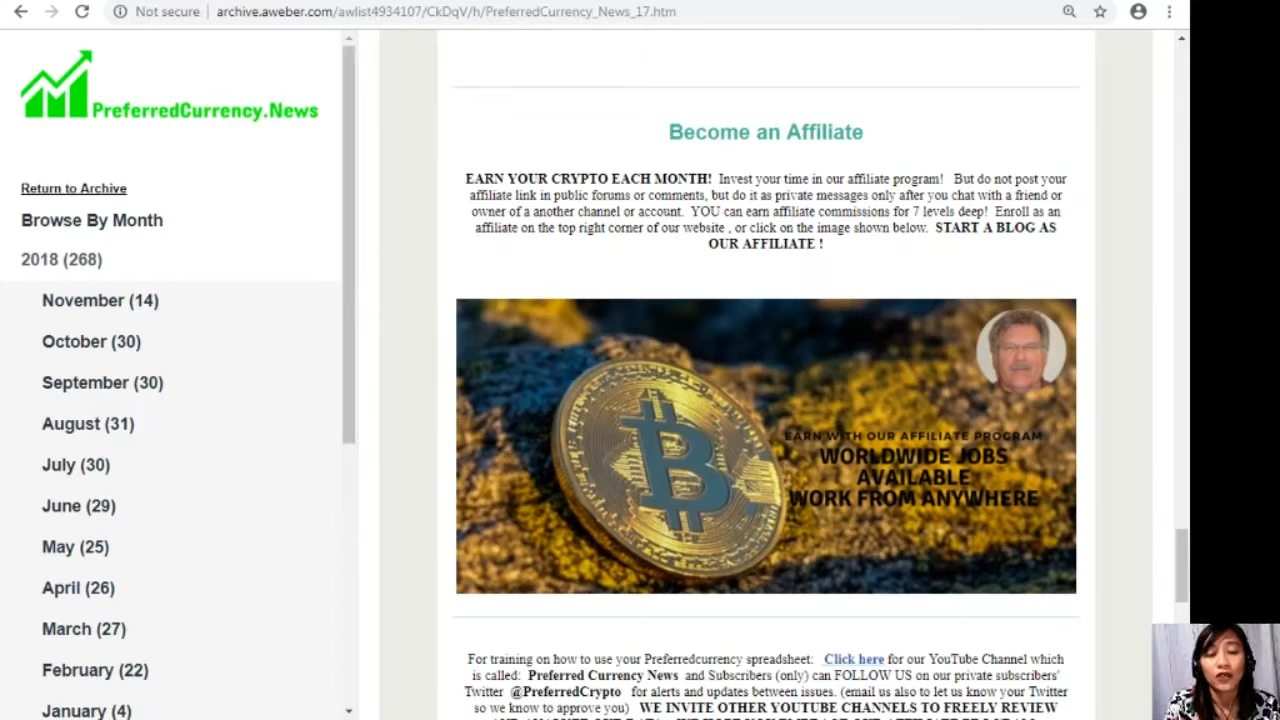 Not secure | archive.aweber.com/awlist4934107/CkDqV/h/PreferredCurrency_News_17.htm
PreferredCurrency.News
Return to Archive
Browse By Month
2018 (268)
November (14)
October (30)
September (30)
August (31)
July (30)
June (29)
May (25)
April (26)
March (27)
February (22)
January (4)
Become an Affiliate
EARN YOUR CRYPTO EACH MONTH! Invest your time in our affiliate program! But do not post your
affiliate link in public forums or comments, but do it as private messages only after you chat with a friend or
owner of a another channel or account. YOU can earn affiliate commissions for 7 levels deep! Enroll as an
affiliate on the top right corner of our website , or click on the image shown below. START A BLOG AS
OUR AFFILIATE !
EARN WITH OUR AFFILIATE PROGRAM
WORLDWIDE JOBS
AVAILABLE
WORK FROM ANYWHERE
For training on how to use your Preferredcurrency spreadsheet: Click here for our YouTube Channel which
is called: Preferred Currency News and Subscribers (only) can FOLLOW US on our private subscribers'
Twitter @PreferredCrypto for alerts and updates between issues. (email us also to let us know your Twitter
so we know to approve you) WE INVITE OTHER YOUTUBE CHANNELS TO FREELY REVIEW